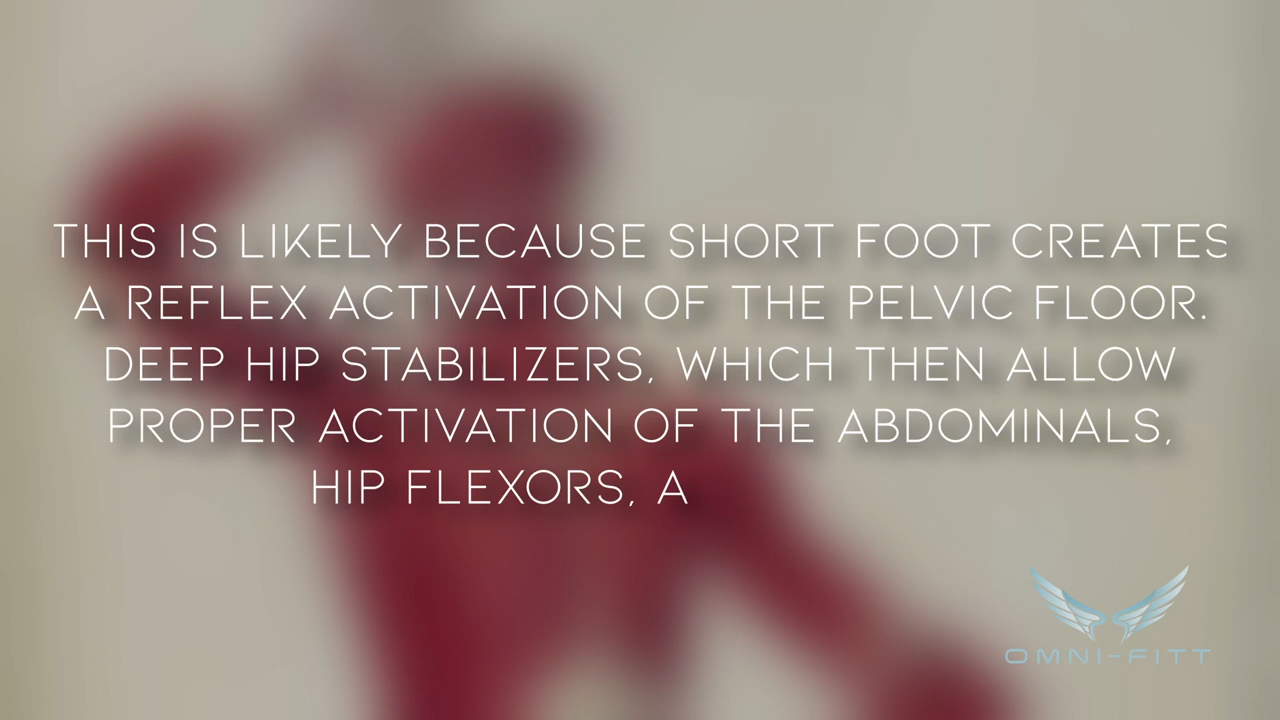 THIS IS LIKELY BECAUSE SHORT FOOT CREATES
A REFLEX ACTIVATION OF THE PELVIC FLOOR.
DEEP HIP STABILIZERS, WHICH THEN ALLOW
PROPER ACTIVATION OF THE ABDOMINALS,
HIP FLEXORS, A
OMNI-FITT